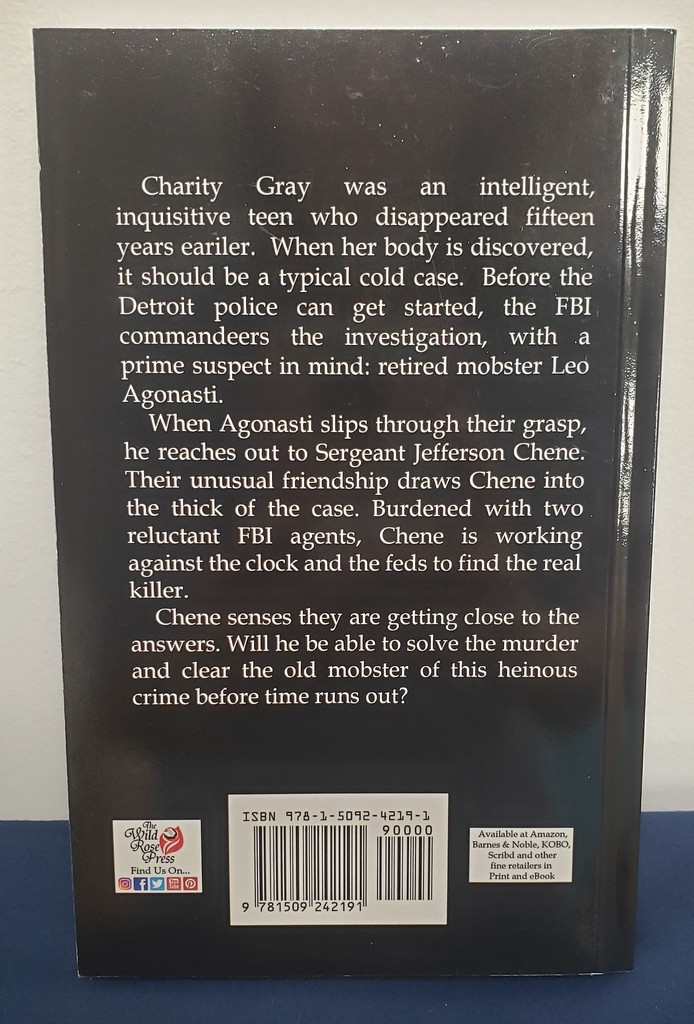 Charity Gray was an intelligent,
inquisitive teen who disappeared fifteen
years eariler. When her body is discovered,
it should be a typical cold case. Before the
Detroit police can get started, the FBI
commandeers the investigation, with a
prime suspect in mind: retired mobster Leo
Agonasti.
When Agonasti slips through their grasp,
he reaches out to Sergeant Jefferson Chene.
Their unusual friendship draws Chene into
the thick of the case. Burdened with two
reluctant FBI agents, Chene is working
against the clock and the feds to find the real
killer.
Chene senses they are getting close to the
answers. Will he be able to solve the murder
and clear the old mobster of this heinous
crime before time runs out?
The
Wild
Rose
Press
Find Us On...
You Tube
ISBN 978-1-5092-4219-1
90000
9 781509 242191
Available at Amazon,
Barnes & Noble, KOBO,
Scribd and other
fine retailers in
Print and eBook